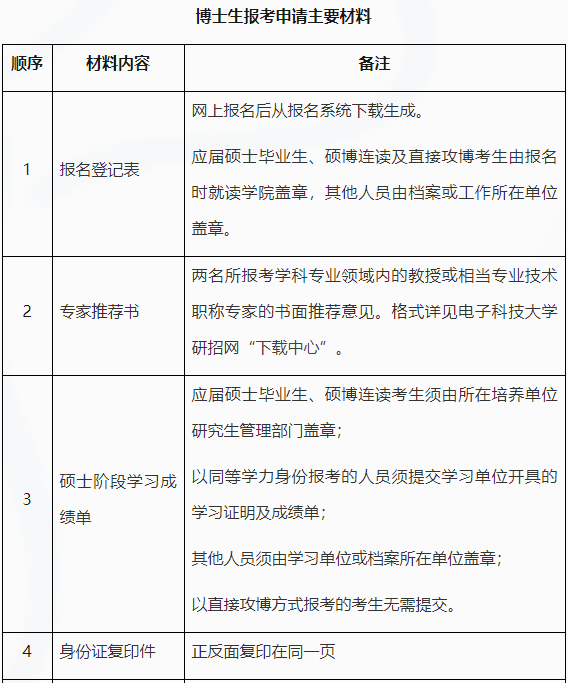 博士生报考申请主要材料
顺序 材料内容 备注
1 报名登记表
网上报名后从报名系统下载生成。
应届硕士毕业生、硕博连读及直接攻博考生由报名
时就读学院盖章，其他人员由档案或工作所在单位
盖章。
2 专家推荐书
两名所报考学科专业领域内的教授或相当专业技术
职称专家的书面推荐意见。格式详见电子科技大学
研招网“下载中心”。
3 硕士阶段学习成
绩单
应届硕士毕业生、硕博连读考生须由所在培养单位
研究生管理部门盖章；
以同等学力身份报考的人员须提交学习单位开具的
学习证明及成绩单；
其他人员须由学习单位或档案所在单位盖章；
以直接攻博方式报考的考生无需提交。
4 身份证复印件 正反面复印在同一页